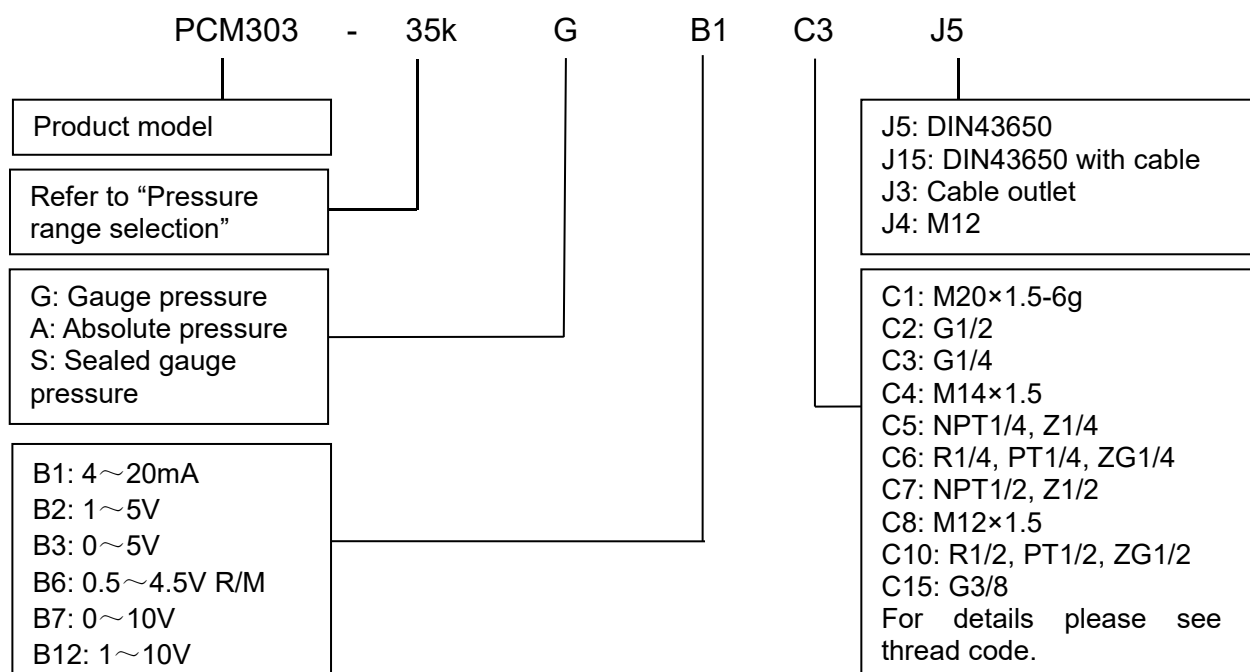 PCM303 - 35k G B1 C3 J5
Product model
Refer to “Pressure
range selection”
G: Gauge pressure
A: Absolute pressure
S: Sealed gauge
pressure
B1: 4～20mA
B2: 1～5V
B3: 0～5V
B6: 0.5～4.5V R/M
B7: 0～10V
B12: 1～10V
J5: DIN43650
J15: DIN43650 with cable
J3: Cable outlet
J4: M12
C1: M20×1.5-6g
C2: G1/2
C3: G1/4
C4: M14×1.5
C5: NPT1/4, Z1/4
C6: R1/4, PT1/4, ZG1/4
C7: NPT1/2, Z1/2
C8: M12×1.5
C10: R1/2, PT1/2, ZG1/2
C15: G3/8
For details please see
thread code.